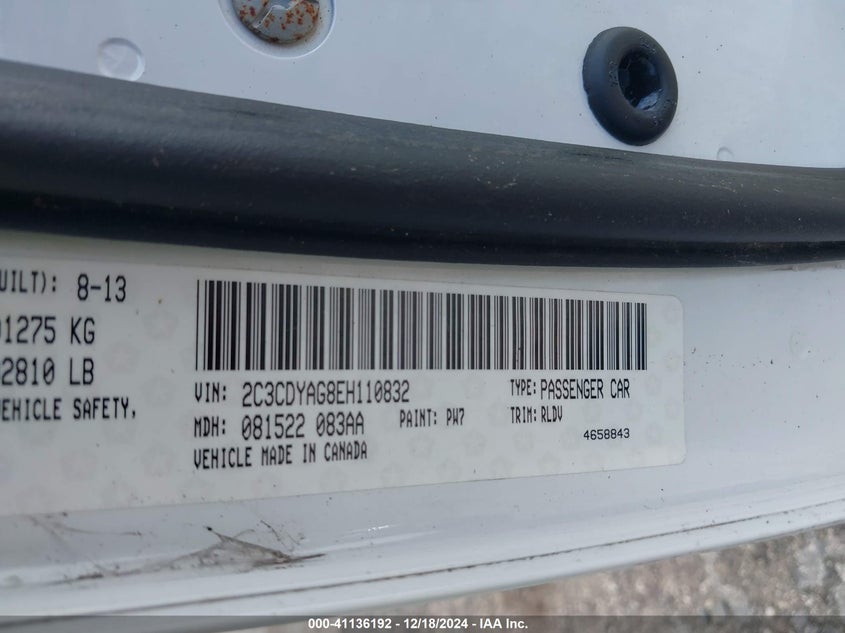 UILT): 8-13
1275 KG
2810 LB
EHICLE SAFETY,
VIN: 2C3CDYAG8EH110832
TYPE: PASSENGER CAR
MDH: 081522 083AA
PAINT: PW7
TRIM: RLDV
VEHICLE MADE IN CANADA
4658843
000-41136192 - 12/18/2024 - IAA Inc.